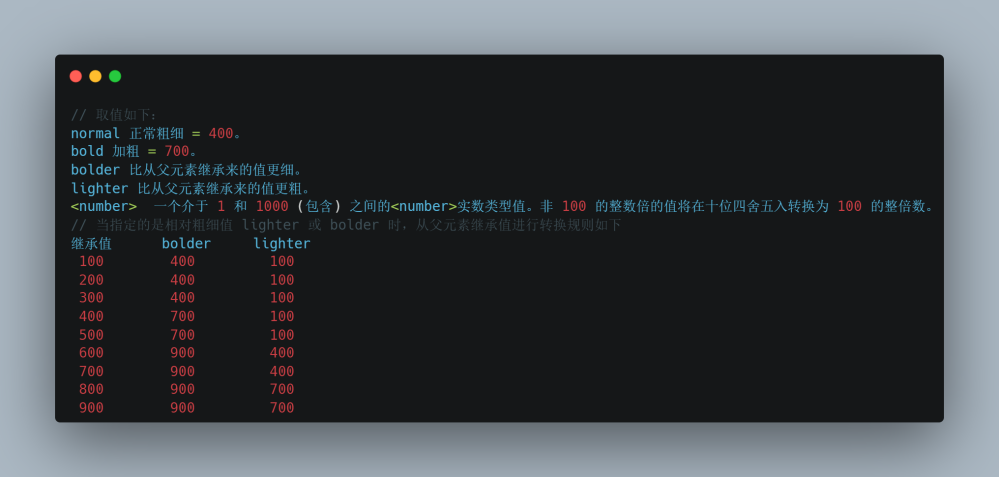 // 取值如下:
normal 正常粗细 = 400。
bold 加粗 = 700。
bolder 比从父元素继承来的值更细。
lighter 比从父元素继承来的值更粗。
<number>  一个介于 1 和 1000 (包含) 之间的<number>实数类型值。非 100 的整数倍的值将在十位四舍五入转换为 100 的整倍数。
// 当指定的是相对粗细值 lighter 或 bolder 时，从父元素继承值进行转换规则如下
继承值      bolder     lighter
100        400         100
200        400         100
300        400         100
400        700         100
500        700         100
600        900         400
700        900         400
800        900         700
900        900         700